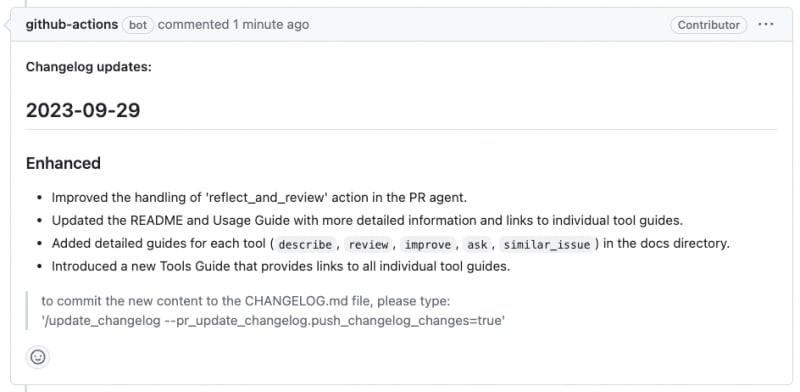 github-actions bot commented 1 minute ago Contributor ...
Changelog updates:
2023-09-29
Enhanced
• Improved the handling of 'reflect_and_review' action in the PR agent.
• Updated the README and Usage Guide with more detailed information and links to individual tool guides.
• Added detailed guides for each tool ( describe , review , improve , ask , similar_issue ) in the docs directory.
• Introduced a new Tools Guide that provides links to all individual tool guides.
to commit the new content to the CHANGELOG.md file, please type:
'/update_changelog --pr_update_changelog.push_changelog_changes=true'